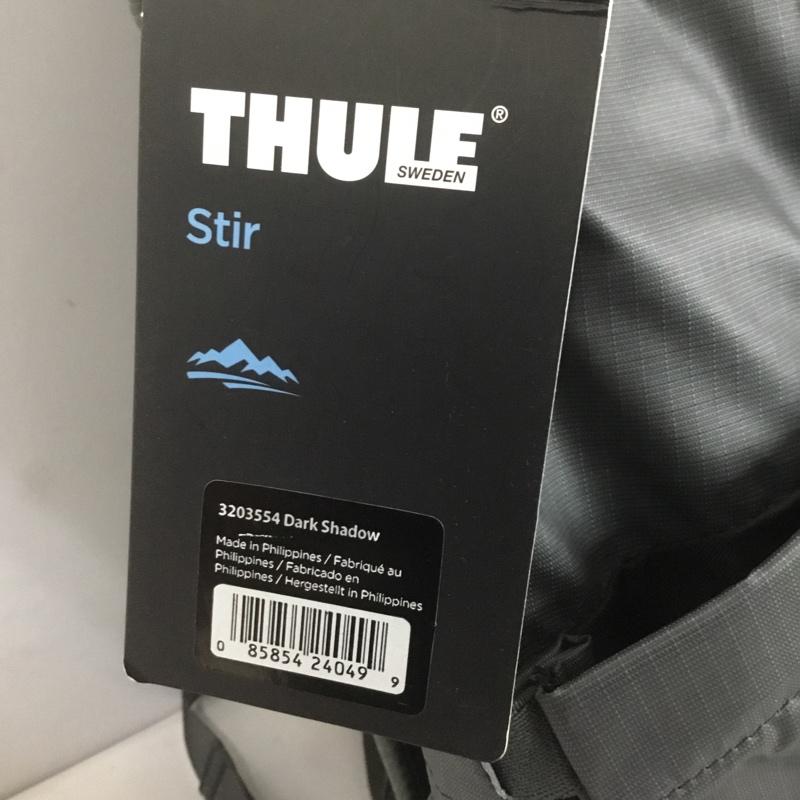 THULE®
SWEDEN
Stir
3203554 Dark Shadow
Made in Philippines / Fabriqué au
Philippines / Fabricado en
Philippines / Hergestellt in Philippines
0 85854 24049 9